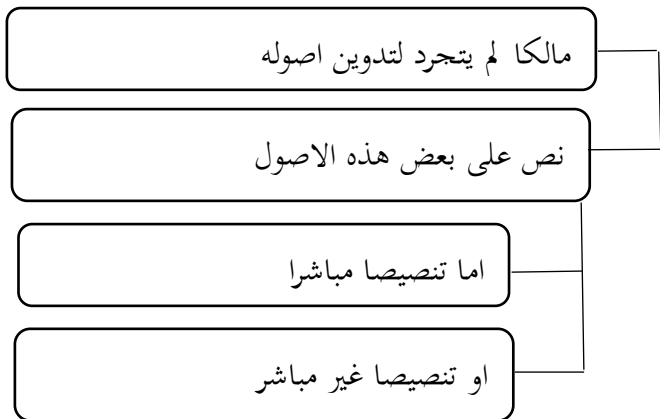 مالكا لم يتجرد لتدوين اصوله
نص على بعض هذه الاصول
اما تنصيصا مباشرا
او تنصيصا غير مباشر